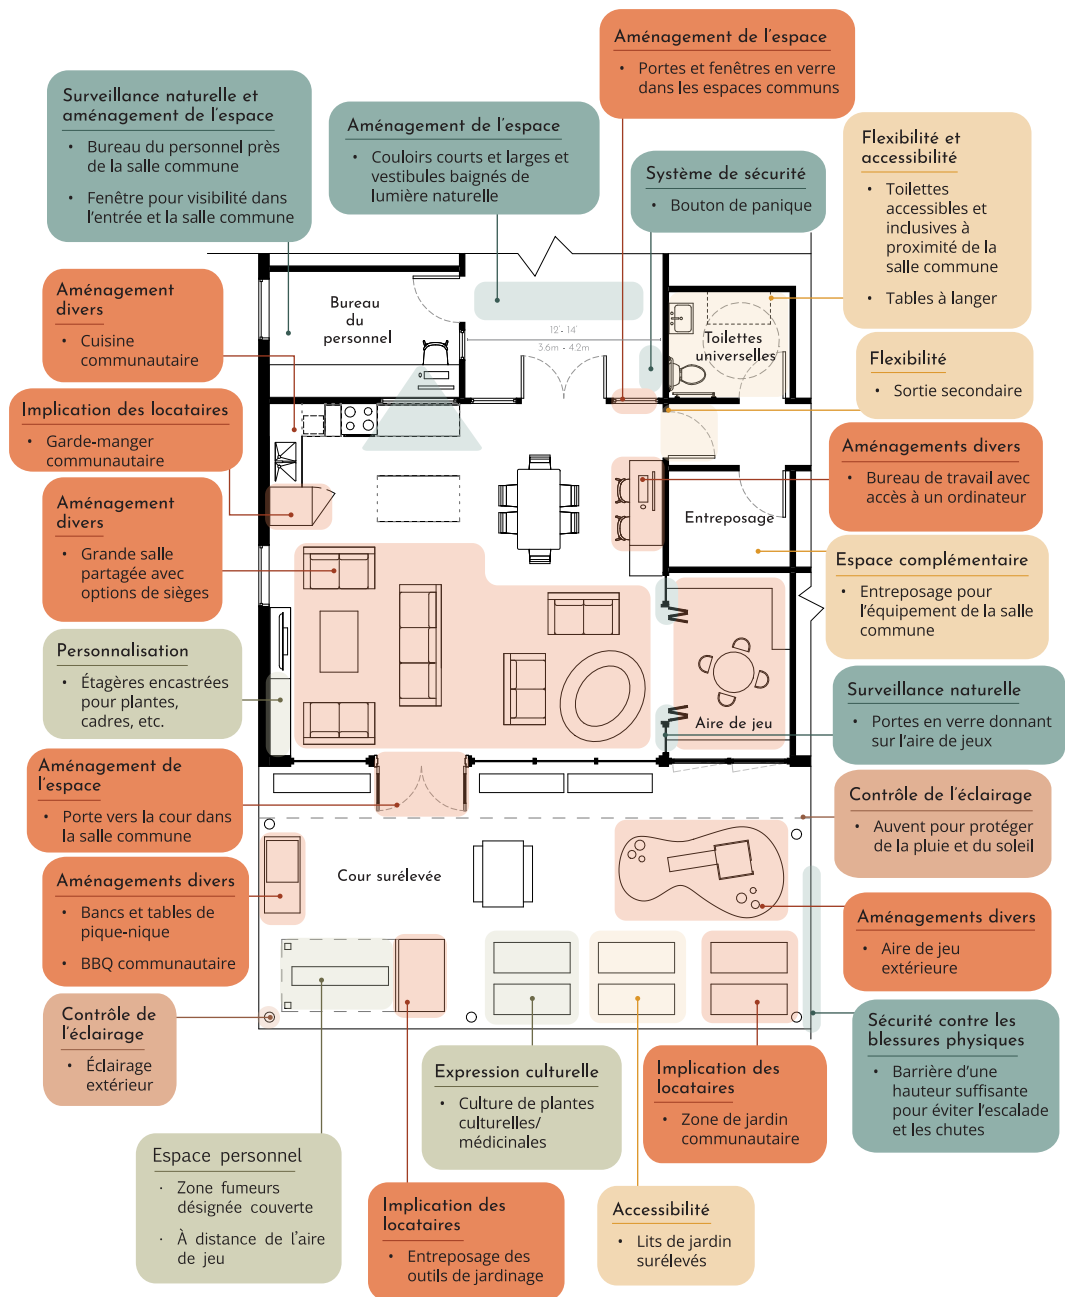 Aménagement de l'espace
• Portes et fenêtres en verre
dans les espaces communs
Surveillance naturelle et
aménagement de l'espace
• Bureau du personnel près
de la salle commune
• Fenêtre pour visibilité dans
l'entrée et la salle commune
Aménagement de l'espace
• Couloirs courts et larges et
vestibules baignés de
lumière naturelle
Système de sécurité
• Bouton de panique
Flexibilité et
accessibilité
• Toilettes
accessibles et
inclusives à
proximité de la
salle commune
• Tables à langer
Aménagement
divers
• Cuisine
communautaire
Bureau
du
personnel
12'- 14'
3.6m - 4.2m
Toilettes
universelles
Flexibilité
• Sortie secondaire
Implication des locataires
• Garde-manger
communautaire
Aménagements divers
• Bureau de travail avec
accès à un ordinateur
Aménagement
divers
• Grande salle
partagée avec
options de sièges
Entreposage
Espace complémentaire
• Entreposage pour
l'équipement de la salle
commune
Personnalisation
• Étagères encastrées
pour plantes,
cadres, etc.
Surveillance naturelle
• Portes en verre donnant
sur l'aire de jeux
Aire de jeu
Aménagement de
l'espace
• Porte vers la cour dans
la salle commune
Contrôle de l'éclairage
• Auvent pour protéger
de la pluie et du soleil
Aménagements divers
• Bancs et tables de
pique-nique
• BBQ communautaire
Cour surélevée
Aménagements divers
• Aire de jeu
extérieure
Contrôle de
l'éclairage
• Éclairage
extérieur
Sécurité contre les
blessures physiques
• Barrière d'une
hauteur suffisante
pour éviter l'escalade
et les chutes
Expression culturelle
• Culture de plantes
culturelles/
médicinales
Implication des
locataires
• Zone de jardin
communautaire
Espace personnel
· Zone fumeurs
désignée couverte
· À distance de l'aire
de jeu
Implication des
locataires
• Entreposage des
outils de jardinage
Accessibilité
• Lits de jardin
surélevés